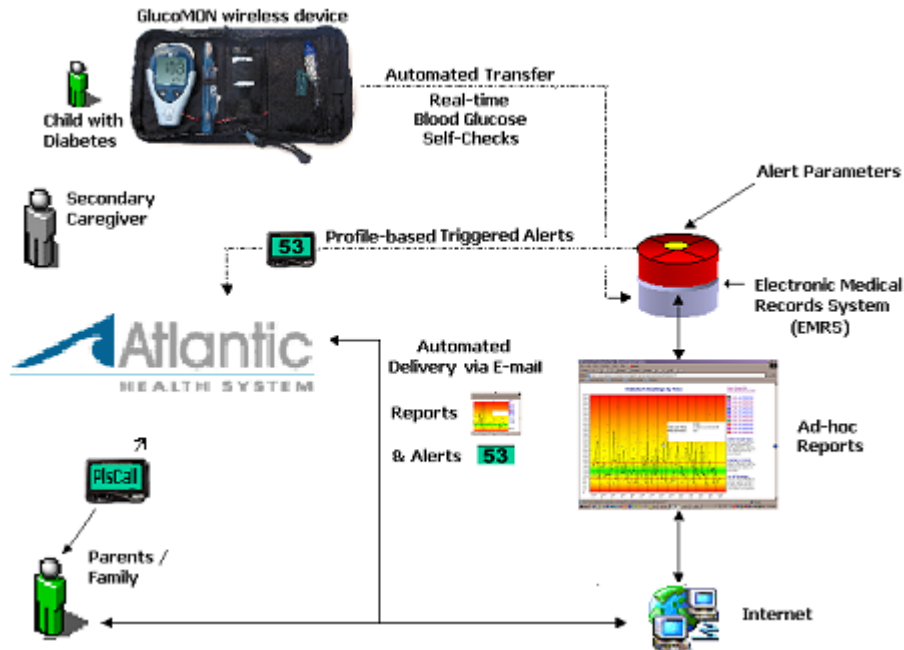 GlucoMON wireless device
Child with
Diabetes
Automated Transfer
Real-time
Blood Glucose
Self-Checks
Secondary
Caregiver
Alert Parameters
53
Profile-based Triggered Alerts
Electronic Medical
Records System
(EMRS)
Atlantic
HEALTH SYSTEM
Automated
Delivery via E-mail
Reports
& Alerts 53
Ad-hoc
Reports
PlsCall
Parents /
Family
Internet